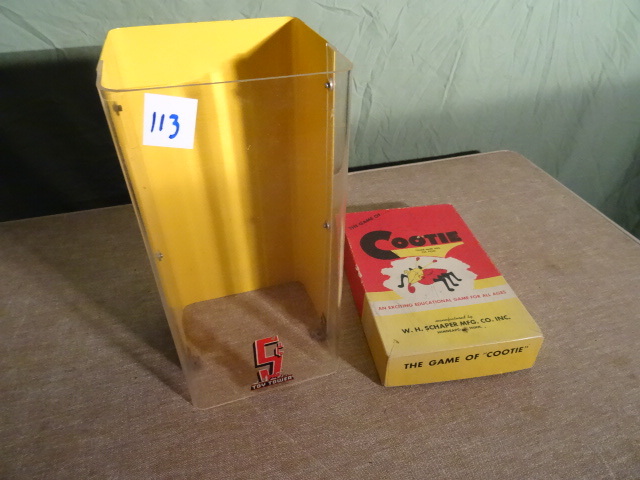 113
TOY TOWER
THE GAME OF
COOTIE
AN EXCITING EDUCATIONAL GAME FOR ALL AGES
manufactured by
W. H. SCHAPER MFG. CO. INC.
THE GAME OF "COOTIE"